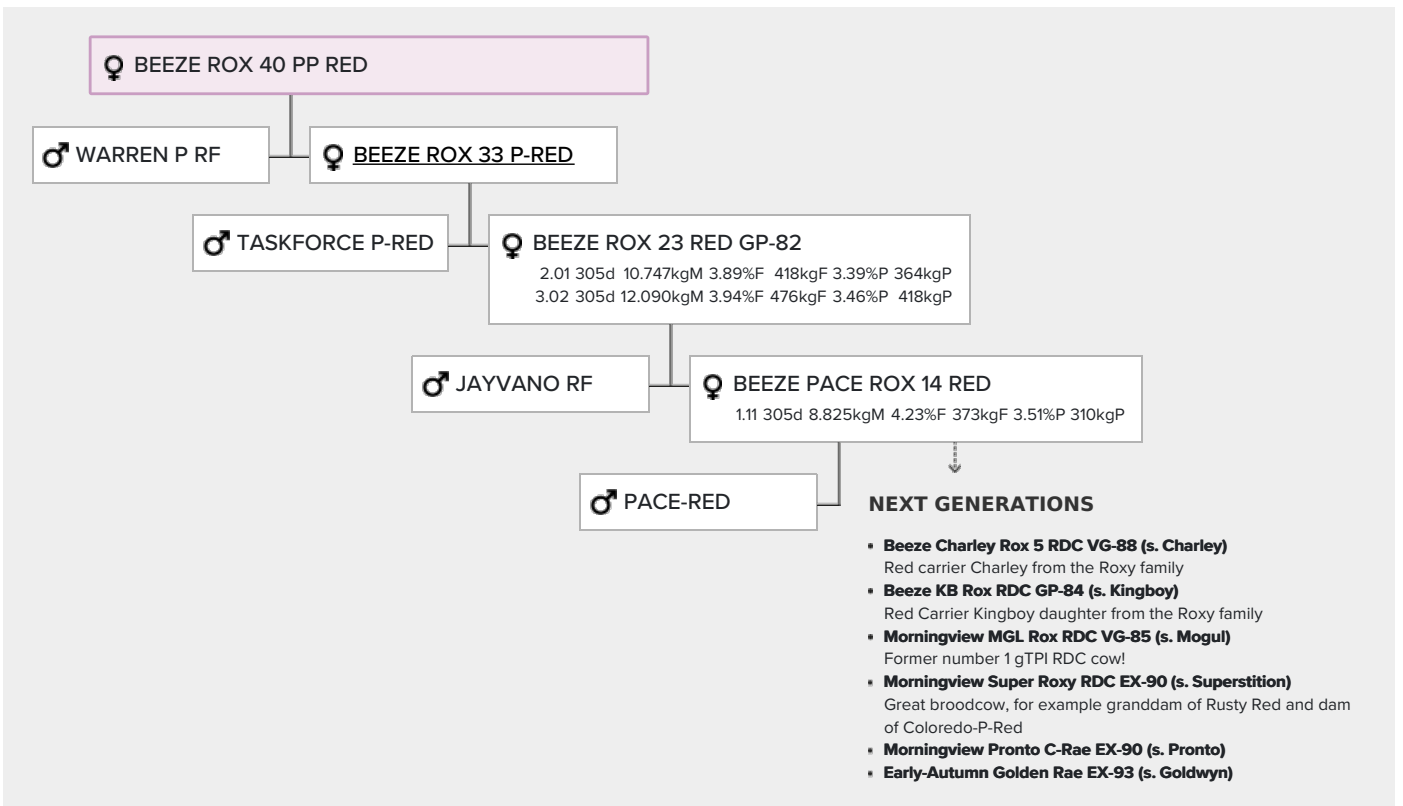 BEEZE ROX 40 PP RED
WARREN P RF
BEEZE ROX 33 P-RED
TASKFORCE P-RED
BEEZE ROX 23 RED GP-82
2.01 305d 10.747kgM 3.89%F 418kgF 3.39%P 364kgP
3.02 305d 12.090kgM 3.94%F 476kgF 3.46%P 418kgP
JAYVANO RF
BEEZE PACE ROX 14 RED
1.11 305d 8.825kgM 4.23%F 373kgF 3.51%P 310kgP
PACE-RED
NEXT GENERATIONS
Beeze Charley Rox 5 RDC VG-88 (s. Charley)
Red carrier Charley from the Roxy family
Beeze KB Rox RDC GP-84 (s. Kingboy)
Red Carrier Kingboy daughter from the Roxy family
Morningview MGL Rox RDC VG-85 (s. Mogul)
Former number 1 gTPI RDC cow!
Morningview Super Roxy RDC EX-90 (s. Superstition)
Great broodcow, for example granddam of Rusty Red and dam
of Coloredo-P-Red
Morningview Pronto C-Rae EX-90 (s. Pronto)
Early-Autumn Golden Rae EX-93 (s. Goldwyn)